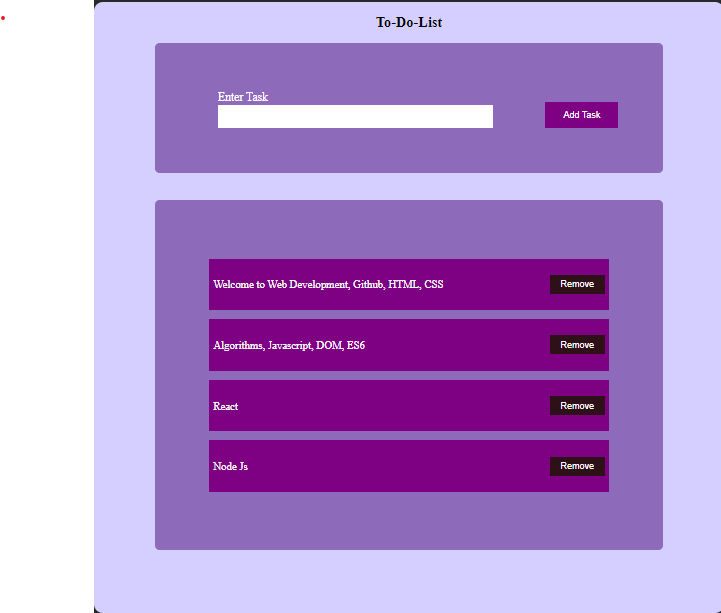 To-Do-List
Enter Task
Add Task
Welcome to Web Development, Github, HTML, CSS
Remove
Algorithms, Javascript, DOM, ES6
Remove
React
Remove
Node Js
Remove